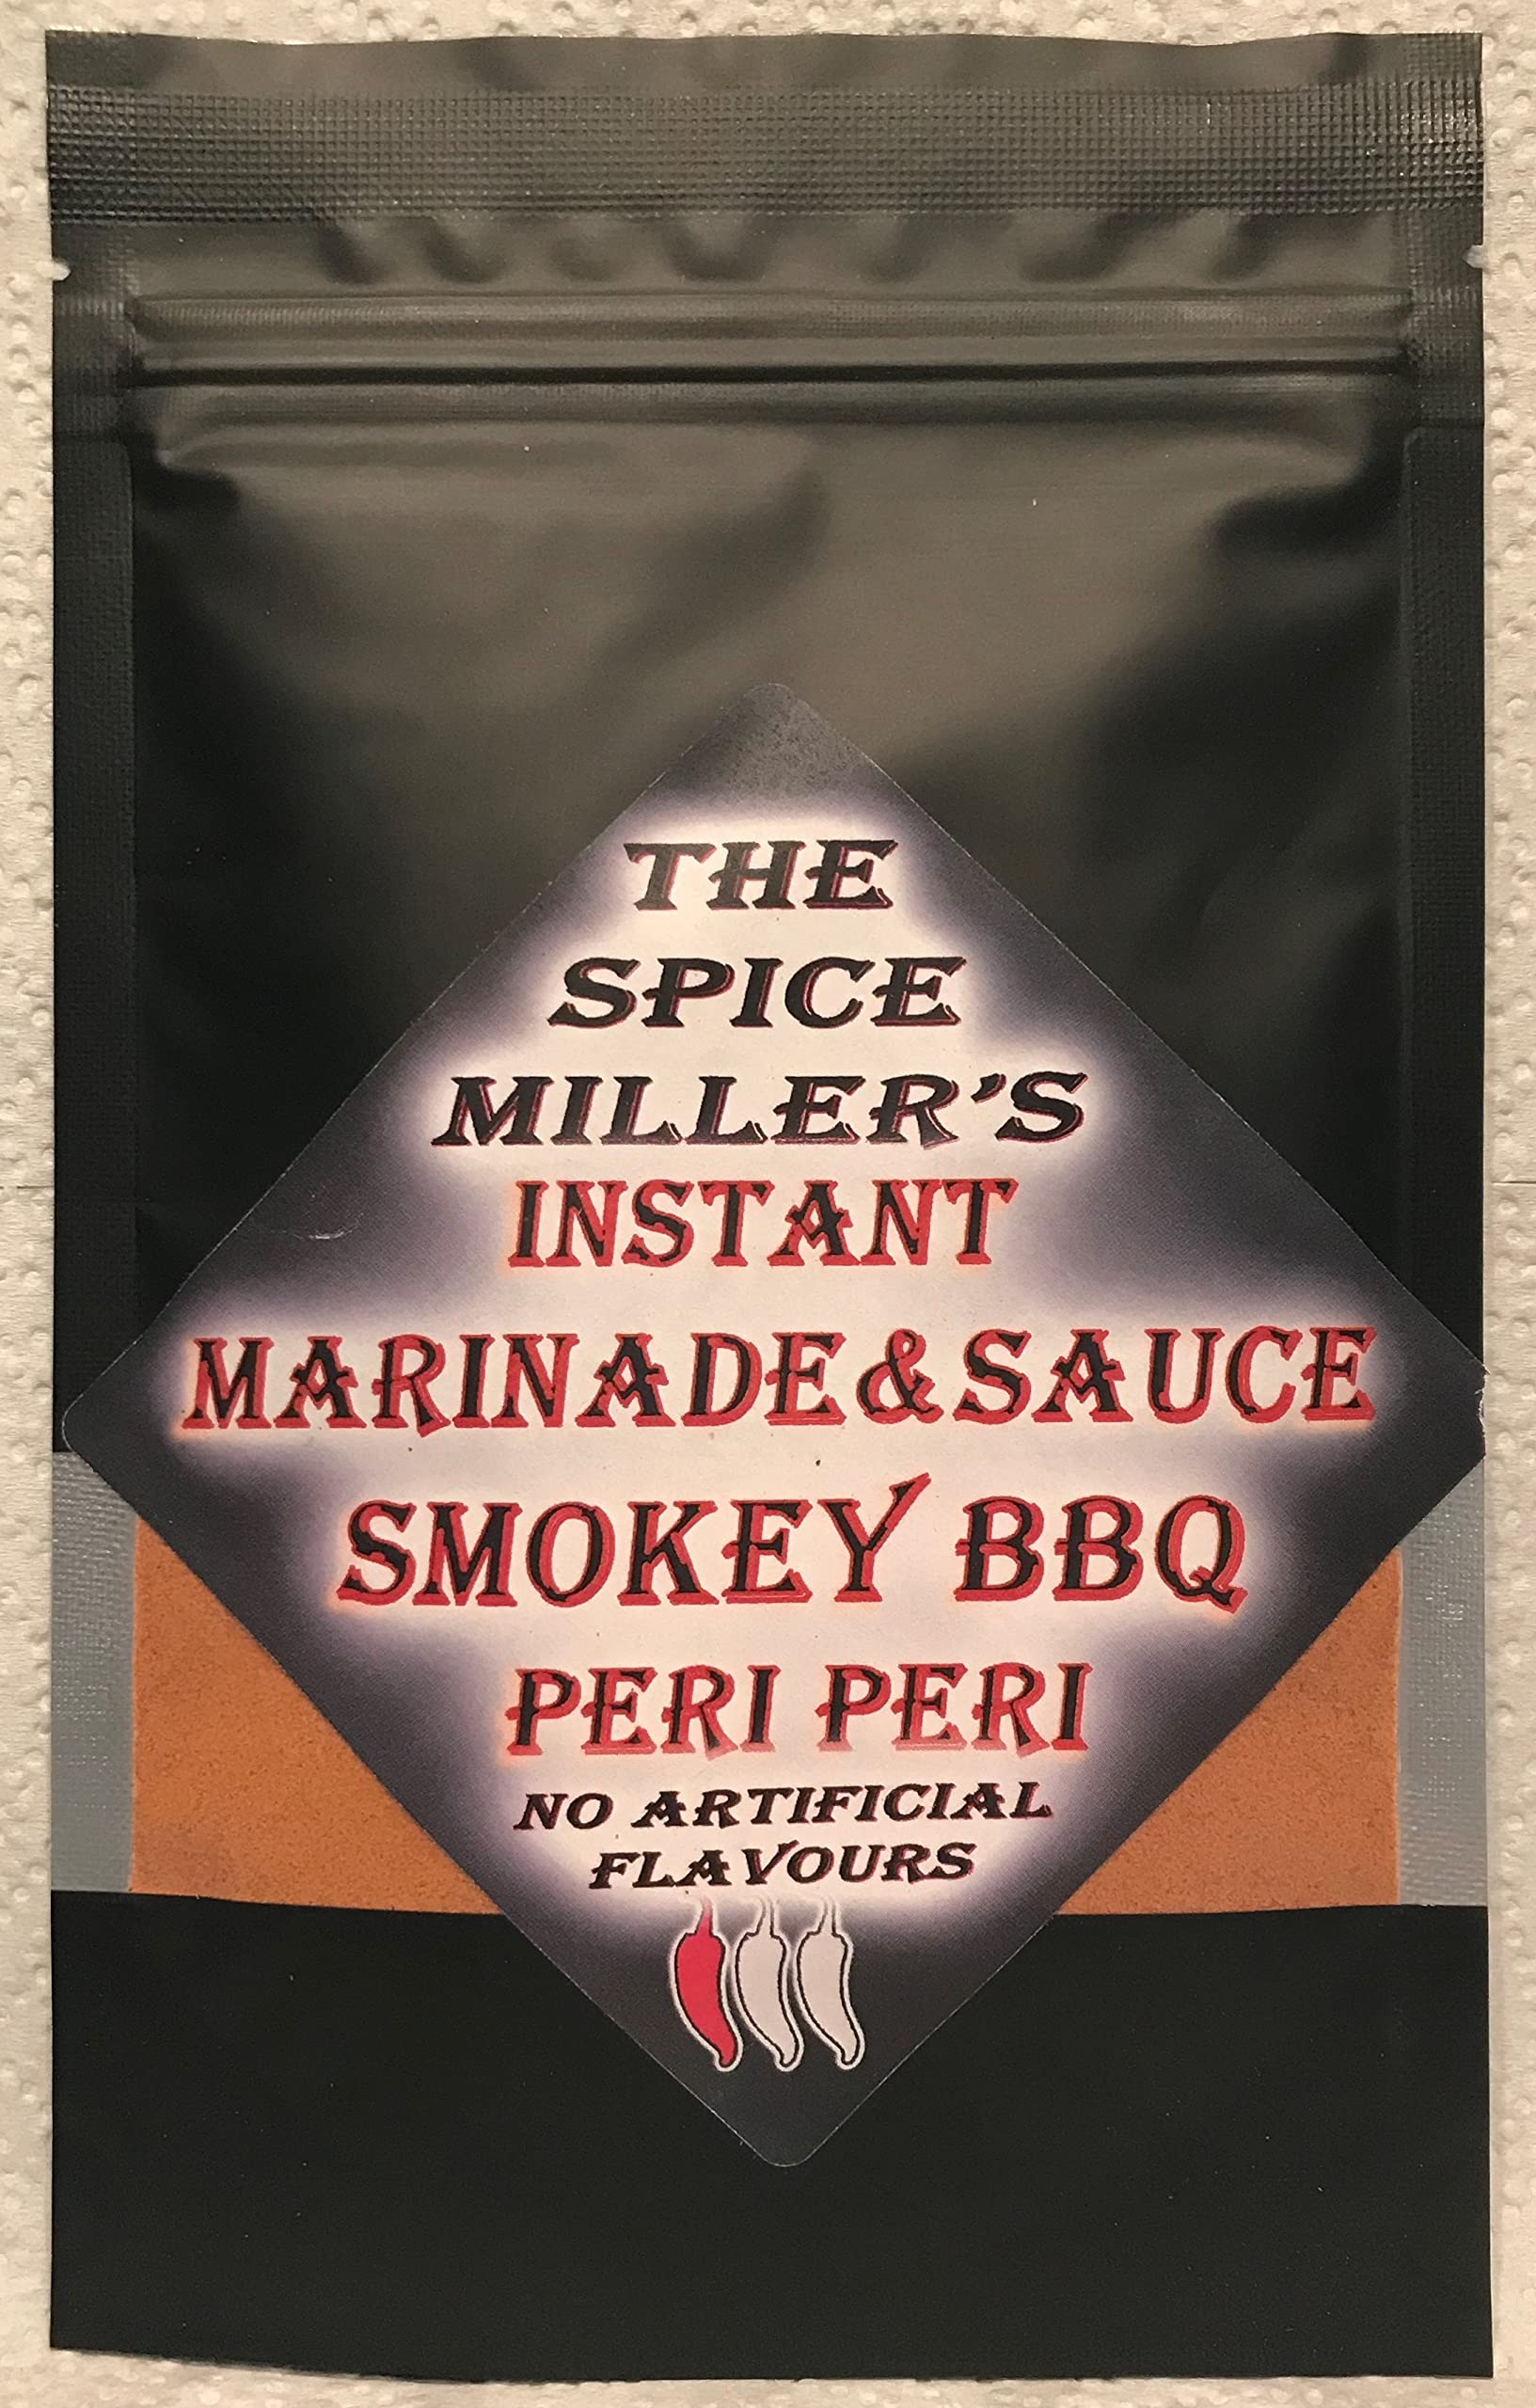 THE
SPICE
MILLER'S
INSTANT
MARINADE & SAUCE
SMOKEY BBQ
PERI PERI
NO ARTIFICIAL
FLAVOURS